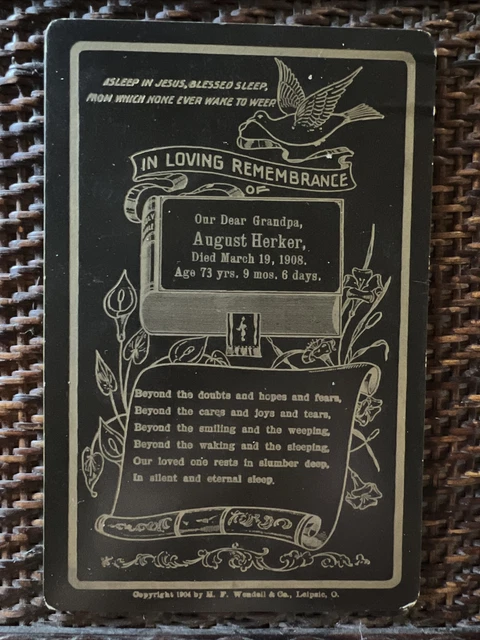 ASLEEP IN JESUS, BLESSED SLEEP,
FROM WHICH NONE EVER WAKE TO WEEP
IN LOVING REMEMBRANCE
OF
Our Dear Grandpa,
August Herker,
Died March 19, 1908.
Age 73 yrs. 9 mos. 6 days.
Beyond the doubts and hopes and fears,
Beyond the cares and joys and tears,
Beyond the smiling and the weeping,
Beyond the waking and the sleeping,
Our loved one rests in slumber deep,
In silent and eternal sleep.
Copyright 1904 by H. F. Wendell & Co., Leipsic, O.